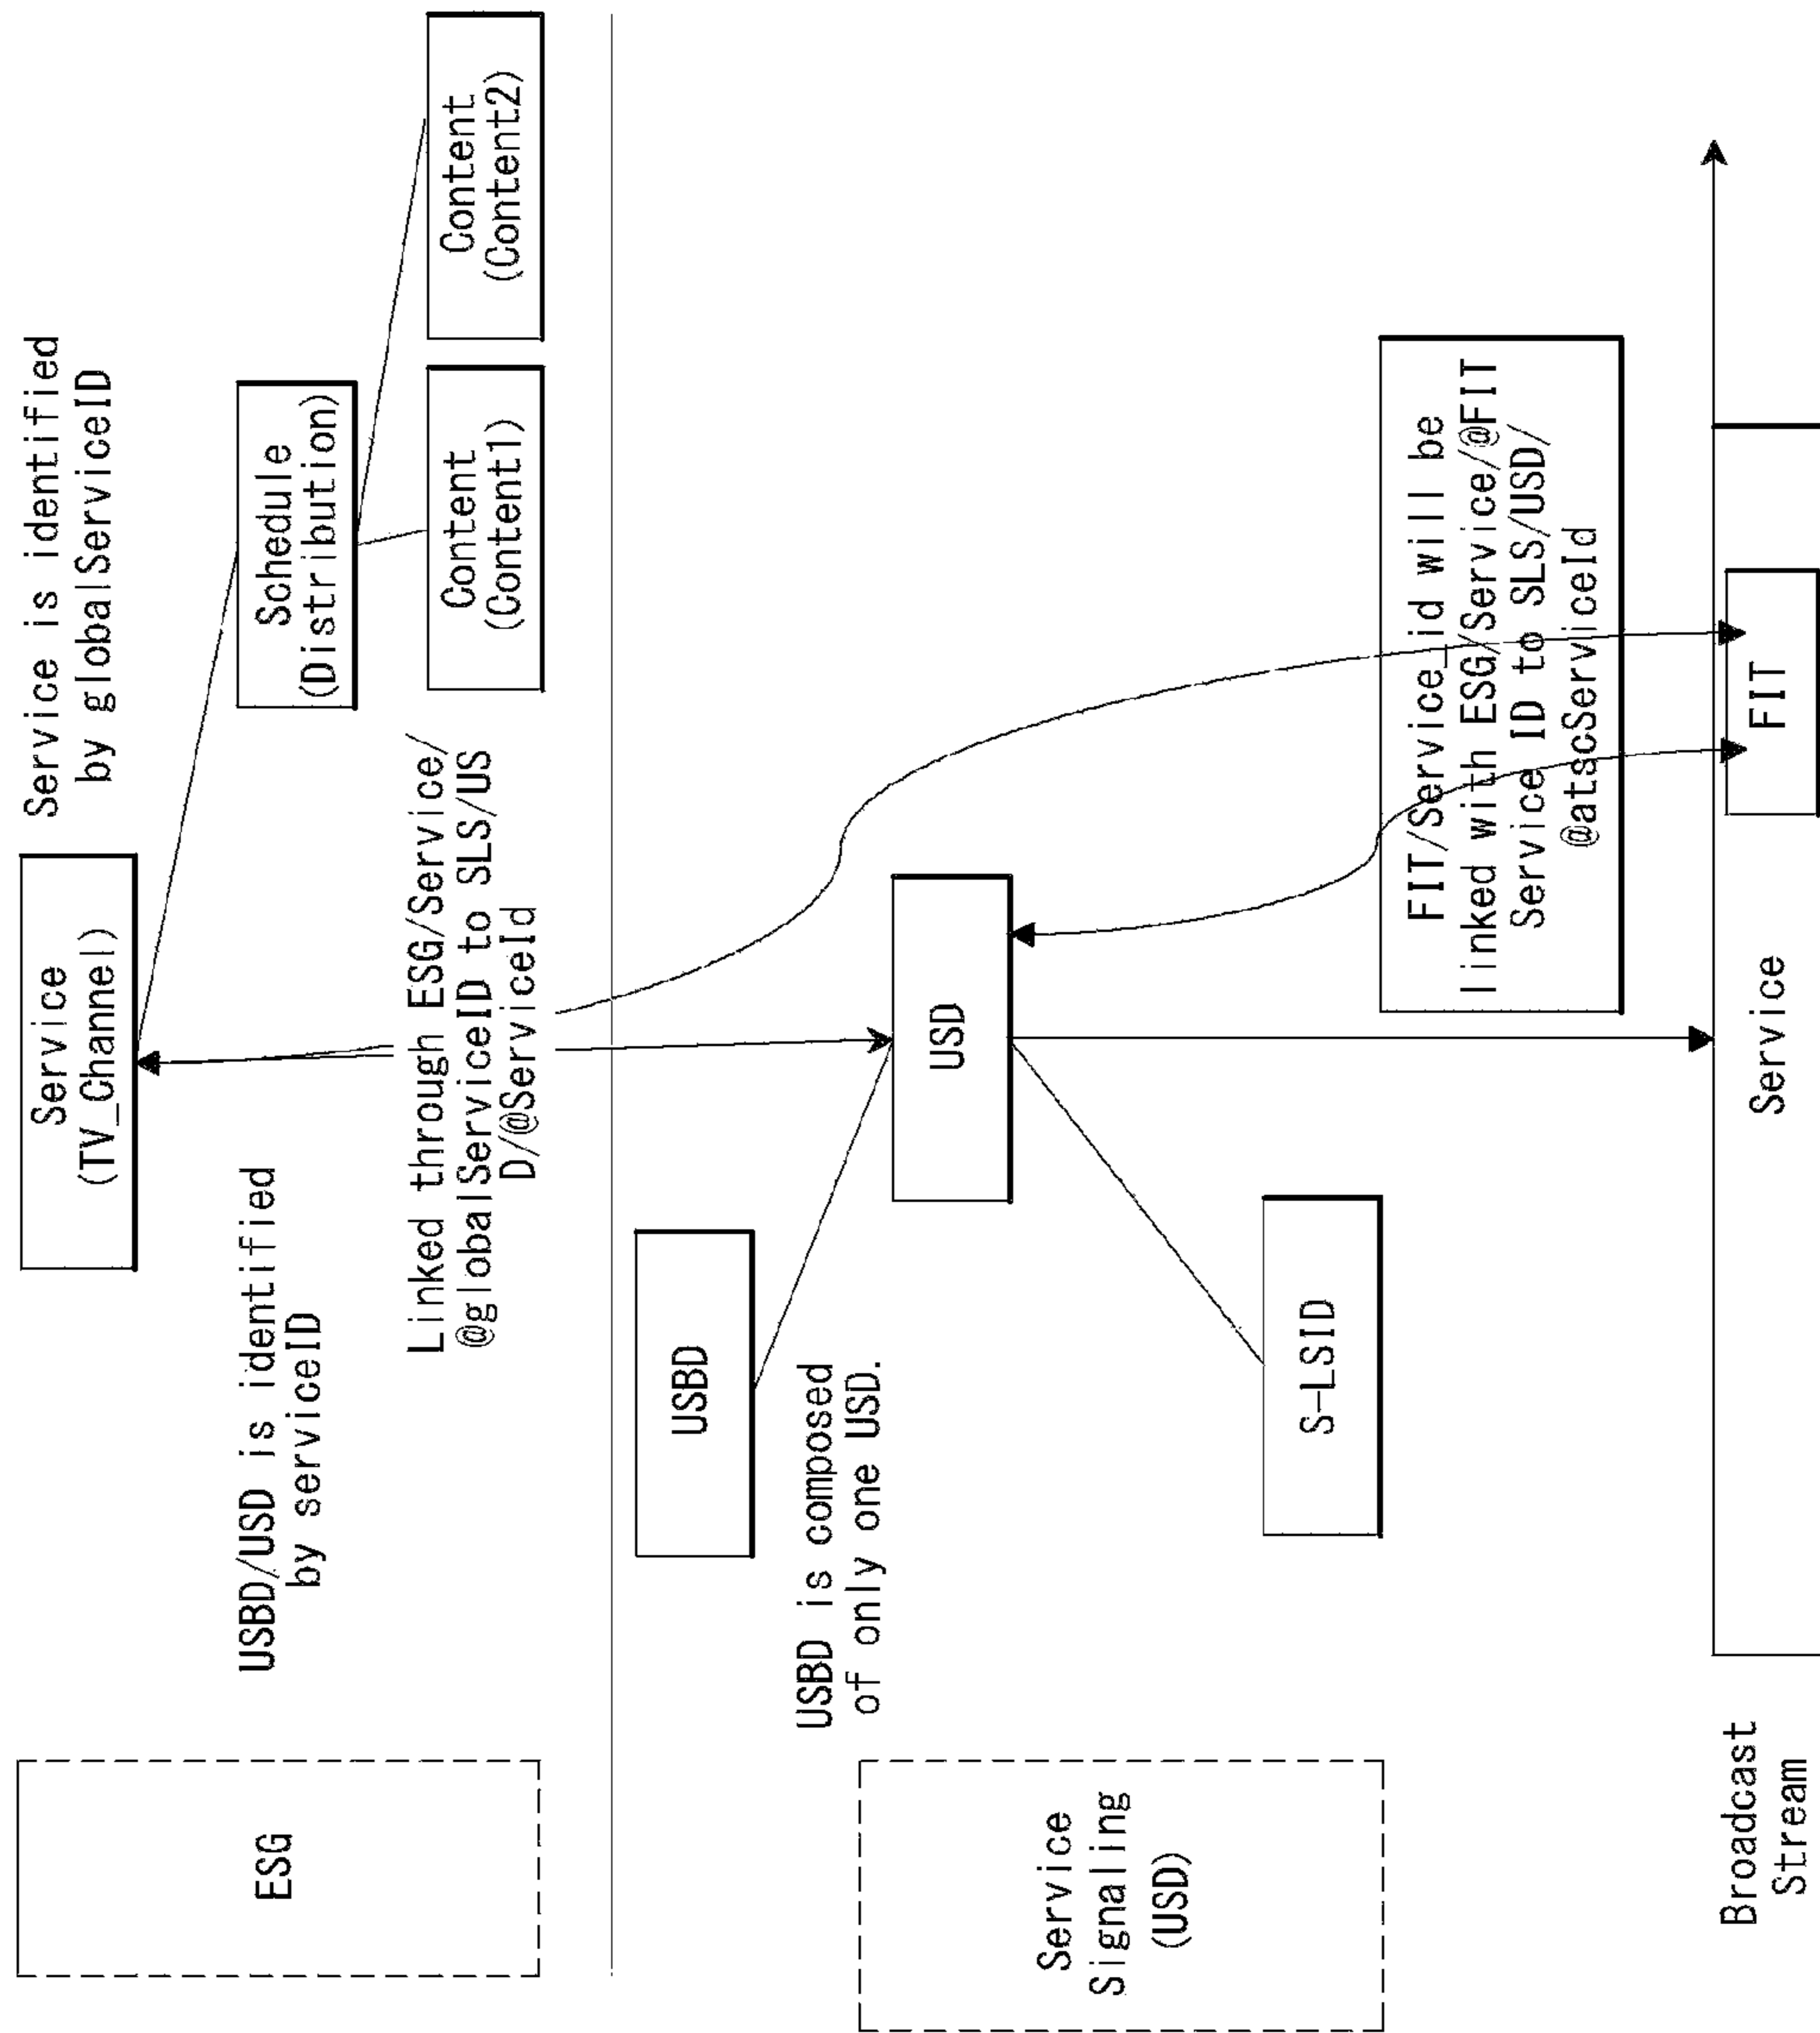 ESG
Service
(TV_Channel)
Service is identified
by globalServiceID
USBD/USD is identified
by serviceID
Schedule
(Distribution)
Linked through ESG/Service/
@globalServiceID to SLS/US
D/@ServiceId
Content
(Content1)
Content
(Content2)
Service
Signaling
(USD)
USBD
USBD is composed
of only one USD.
USD
S-LSID
FIT/Service_id will be
linked with ESG/Service/@FIT
Service ID to SLS/USD/
@atscServiceId
Broadcast
Stream
Service
FIT